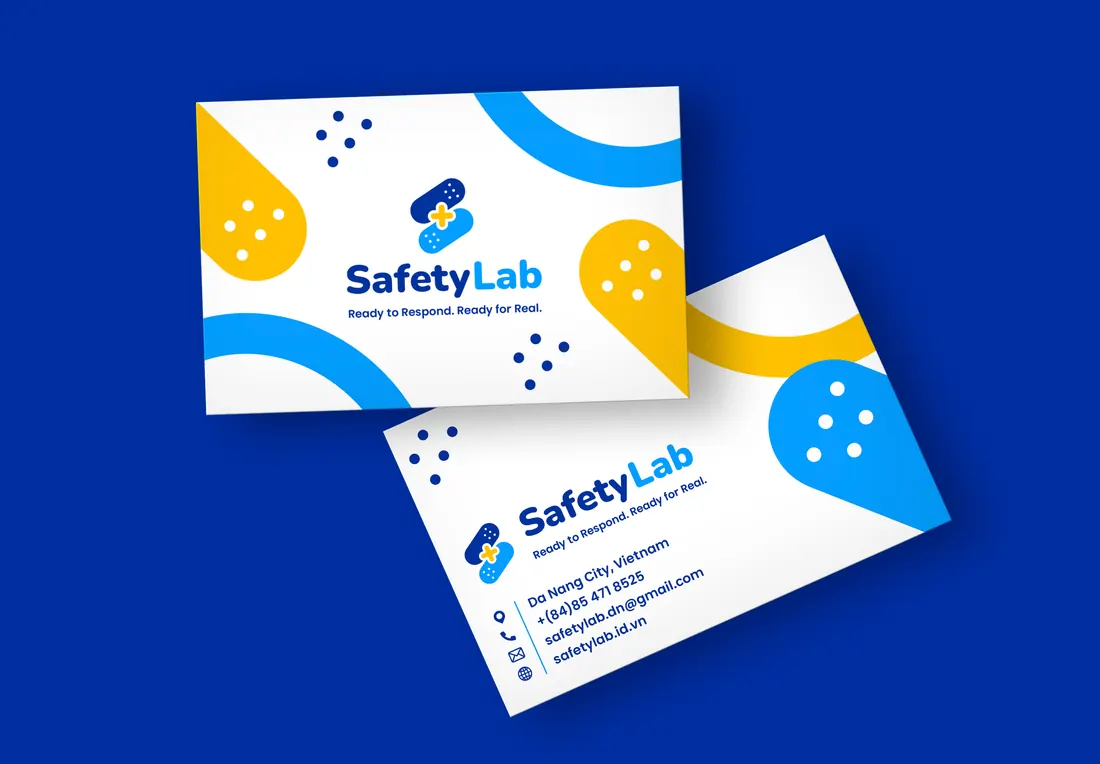 SafetyLab
Ready to Respond. Ready for Real.
SafetyLab
Ready to Respond. Ready for Real.
Da Nang City, Vietnam
+(84)85 471 8525
safetylab.dn@gmail.com
safetylab.id.vn